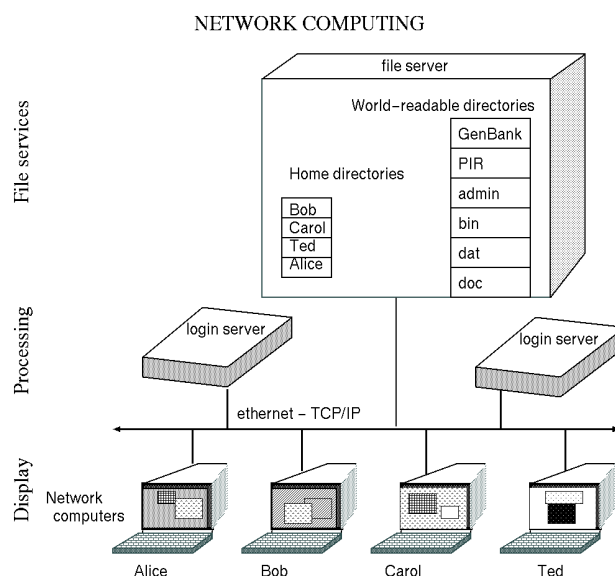 NETWORK COMPUTING
File services
file server
World-readable directories
GenBank
PIR
admin
bin
dat
doc
Home directories
Bob
Carol
Ted
Alice
Processing
login server
login server
ethernet - TCP/IP
Display
Network
computers
Alice
Bob
Carol
Ted